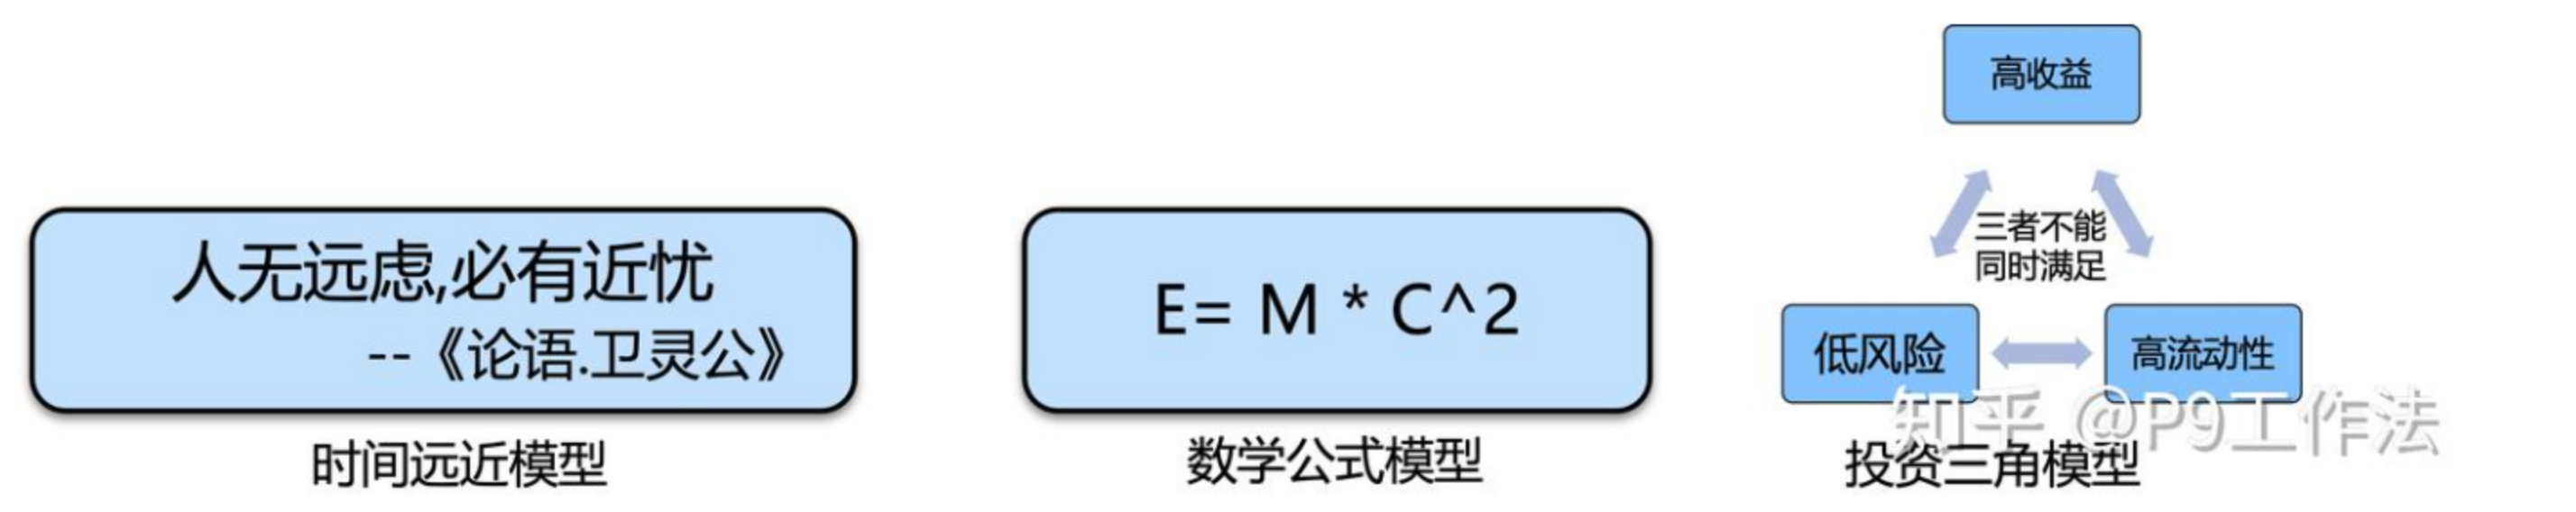 人无远虑,必有近忧
--《论语.卫灵公》
时间远近模型
E= M * C^2
数学公式模型
高收益
三者不能
同时满足
低风险
高流动性
投资三角模型
知乎 @P9工作法